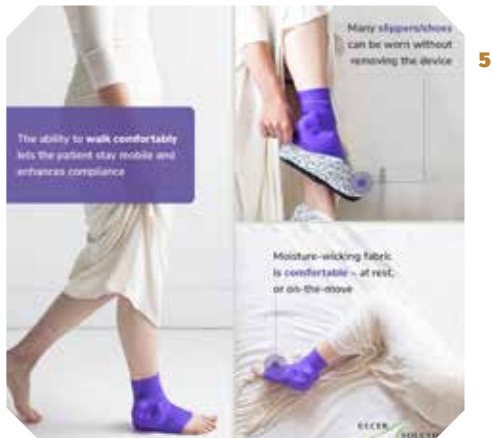 Many slippers/shoes
can be worn without
removing the device
5
The ability to walk comfortably
lets the patient stay mobile and
enhances compliance
Moisture-wicking fabric
is comfortable – at rest,
or on-the-move
ULCER
SOLUTIONS